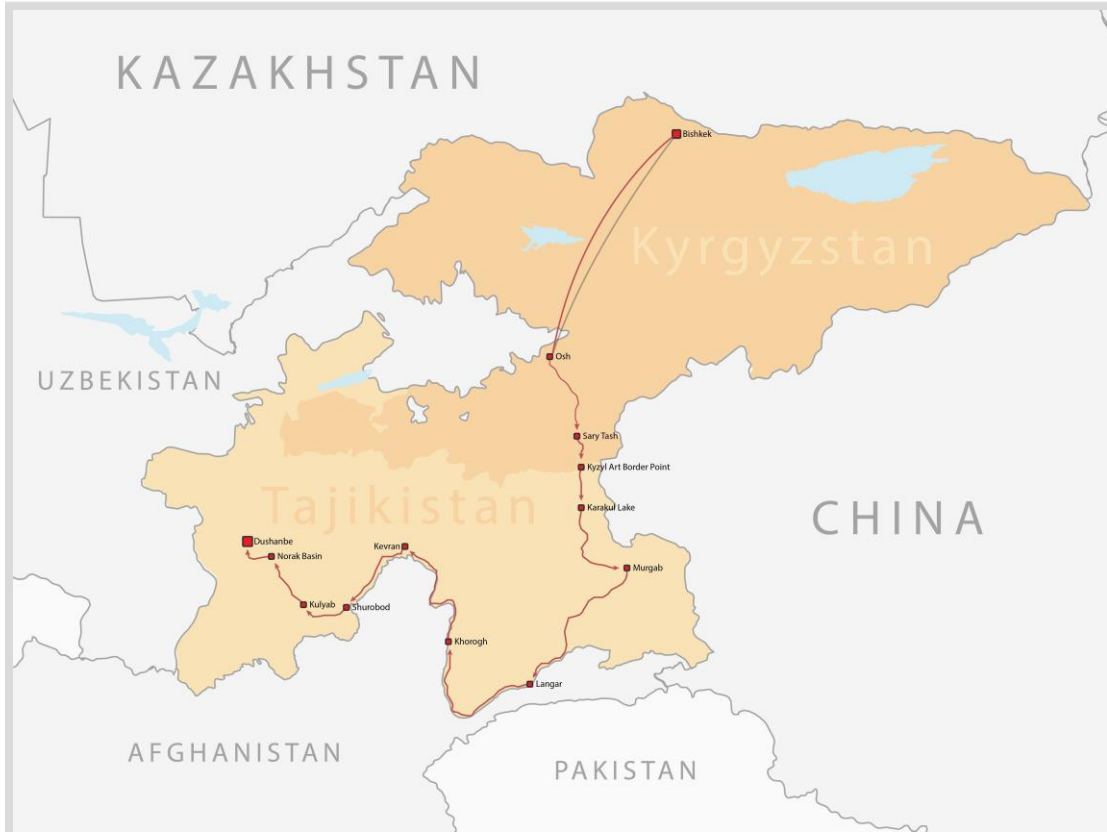 KAZAKHSTAN
Bishkek
Kyrgyzstan
Osh
UZBEKISTAN
Sary Tash
Kyzyl Art Border Point
Tajikistan
Karakul Lake
CHINA
Dushanbe
Kevran
Norak Basin
Murgab
Kulyab
Shurobod
Khorogh
Langar
AFGHANISTAN
PAKISTAN